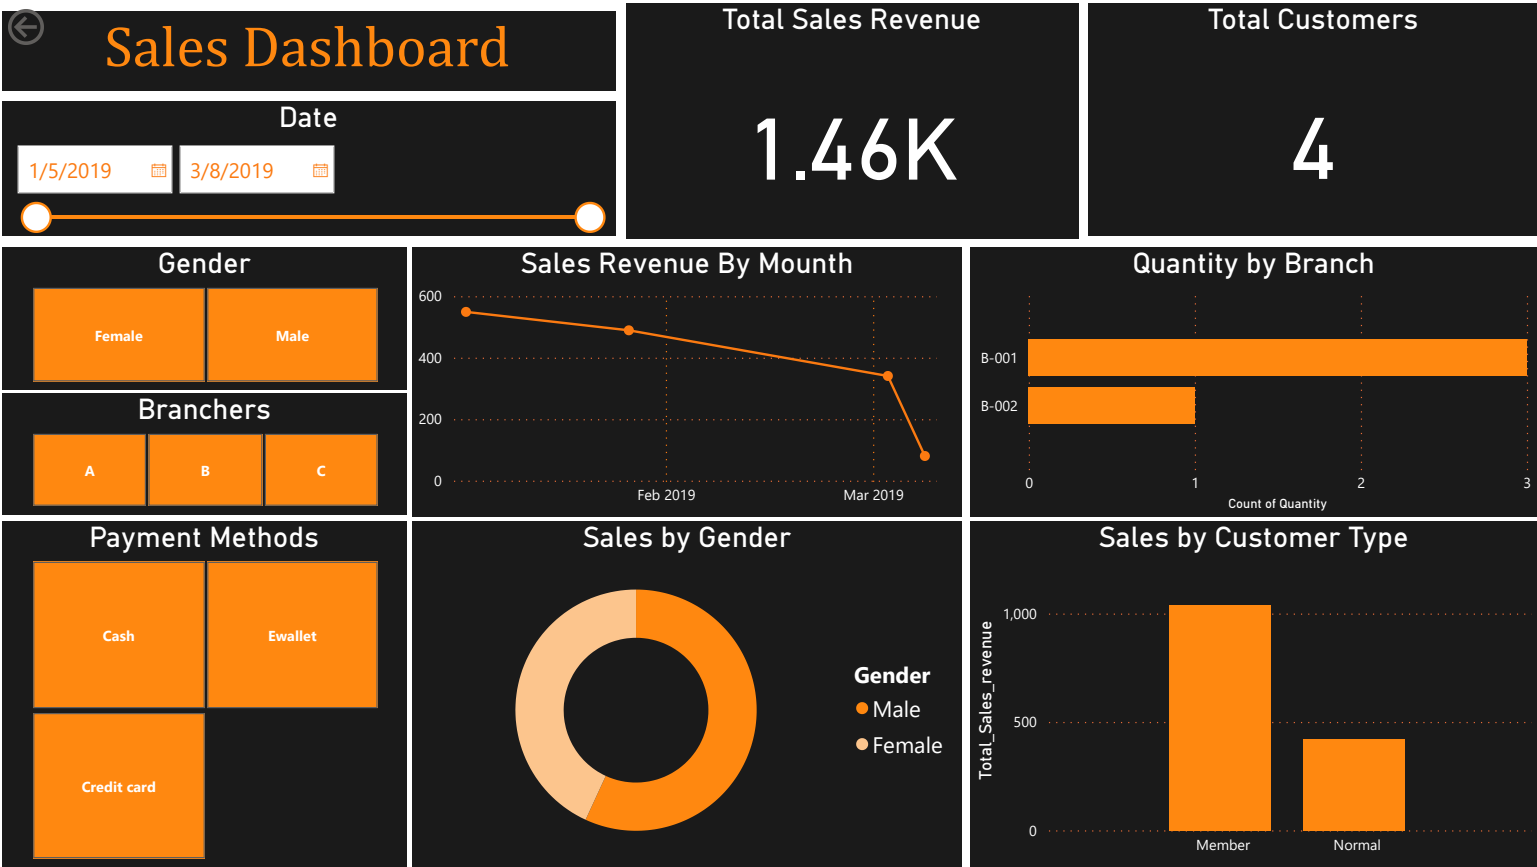 Sales Dashboard
Total Sales Revenue
1.46K
Total Customers
4
Date
1/5/2019
3/8/2019
Gender
Female
Male
Branchers
A
B
C
Payment Methods
Cash
Ewallet
Credit card
Sales Revenue By Mounth
600
400
200
0
Feb 2019
Mar 2019
Quantity by Branch
B-001
B-002
0
1
2
3
Count of Quantity
Sales by Gender
Gender
Male
Female
Sales by Customer Type
Total_Sales_revenue
1,000
500
0
Member
Normal